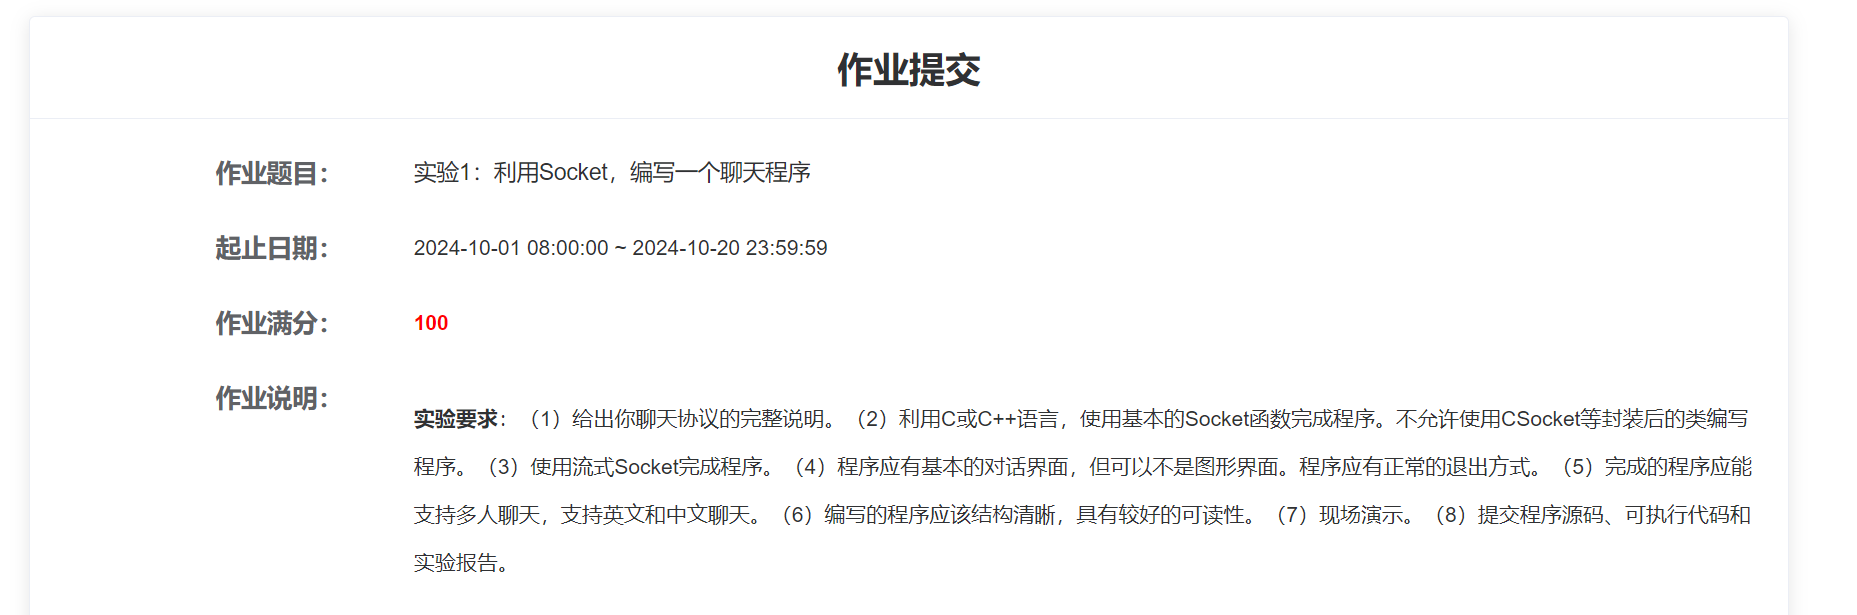 作业提交
作业题目： 实验1：利用Socket，编写一个聊天程序
起止日期： 2024-10-01 08:00:00 ~ 2024-10-20 23:59:59
作业满分： 100
作业说明：
实验要求：（1）给出你聊天协议的完整说明。（2）利用C或C++语言，使用基本的Socket函数完成程序。不允许使用CSocket等封装后的类编写
程序。（3）使用流式Socket完成程序。（4）程序应有基本的对话界面，但可以不是图形界面。程序应有正常的退出方式。（5）完成的程序应能
支持多人聊天，支持英文和中文聊天。（6）编写的程序应该结构清晰，具有较好的可读性。（7）现场演示。（8）提交程序源码、可执行代码和
实验报告。